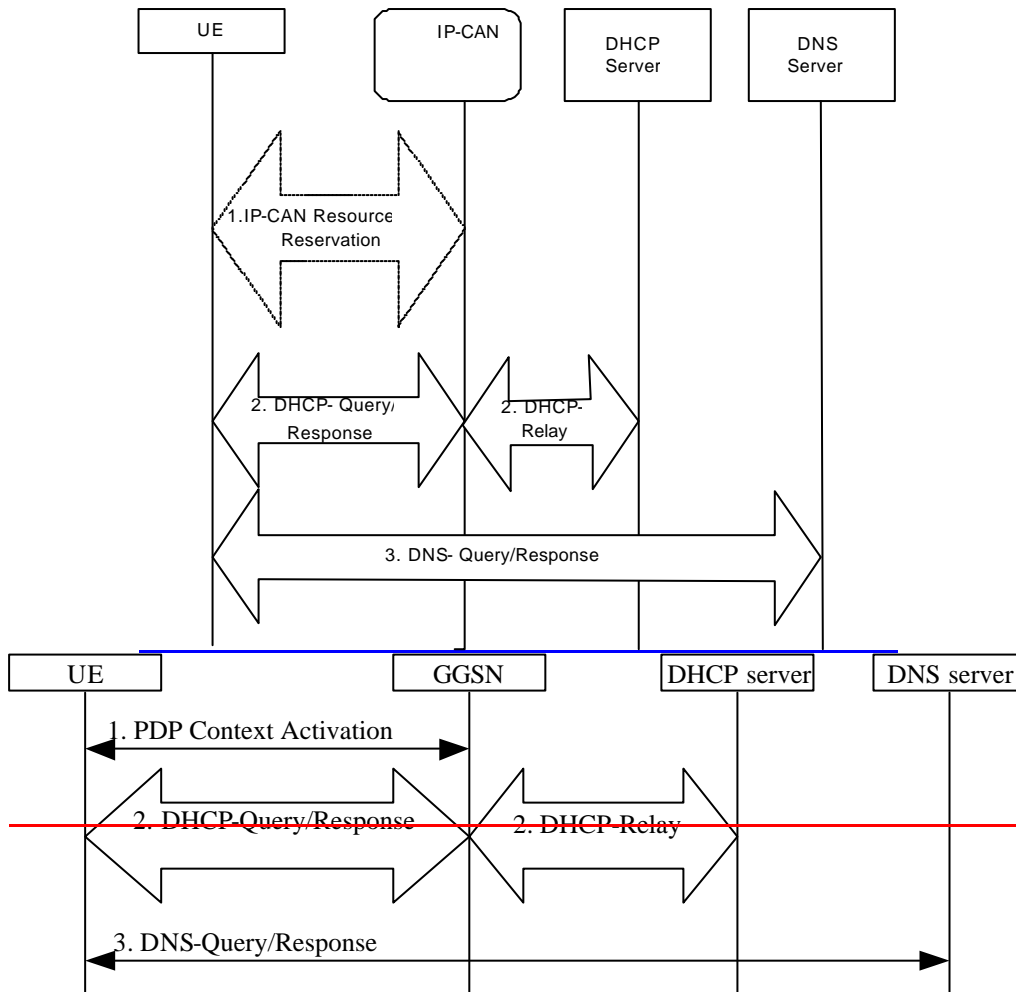 UE
IP-CAN
DHCP
Server
DNS
Server
1.IP-CAN Resource
Reservation
2. DHCP- Query/
Response
2. DHCP-
Relay
3. DNS- Query/Response
UE
GGSN
DHCP server
DNS server
1. PDP Context Activation
2. DHCP-Query/Response
2. DHCP-Relay
3. DNS-Query/Response